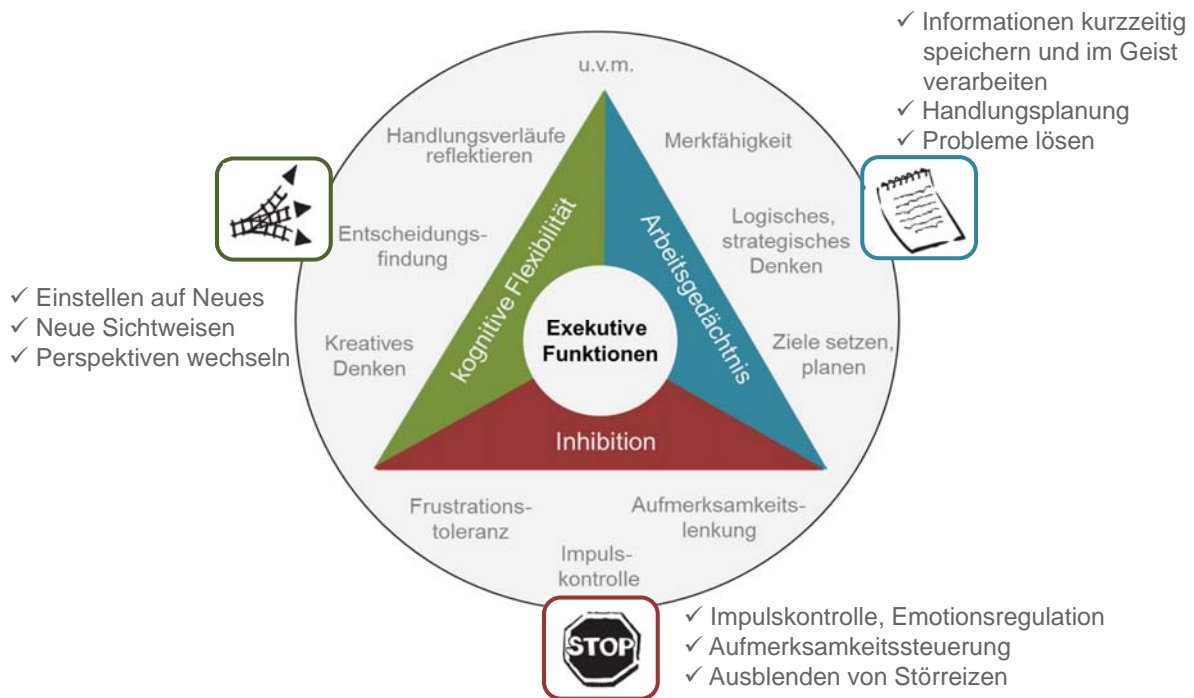 ✓ Informationen kurzzeitig
speichern und im Geist
verarbeiten
✓ Handlungsplanung
✓ Probleme lösen
u.v.m.
Handlungsverläufe
reflektieren
Merkfähigkeit
Entscheidungs-
findung
Logisches,
strategisches
Denken
kognitive Flexibilität
Arbeitsgedächtnis
✓ Einstellen auf Neues
✓ Neue Sichtweisen
✓ Perspektiven wechseln
Kreatives
Denken
Exekutive
Funktionen
Ziele setzen,
planen
Inhibition
Frustrations-
toleranz
Aufmerksamkeits-
lenkung
Impuls-
kontrolle
STOP
✓ Impulskontrolle, Emotionsregulation
✓ Aufmerksamkeitssteuerung
✓ Ausblenden von Störreizen